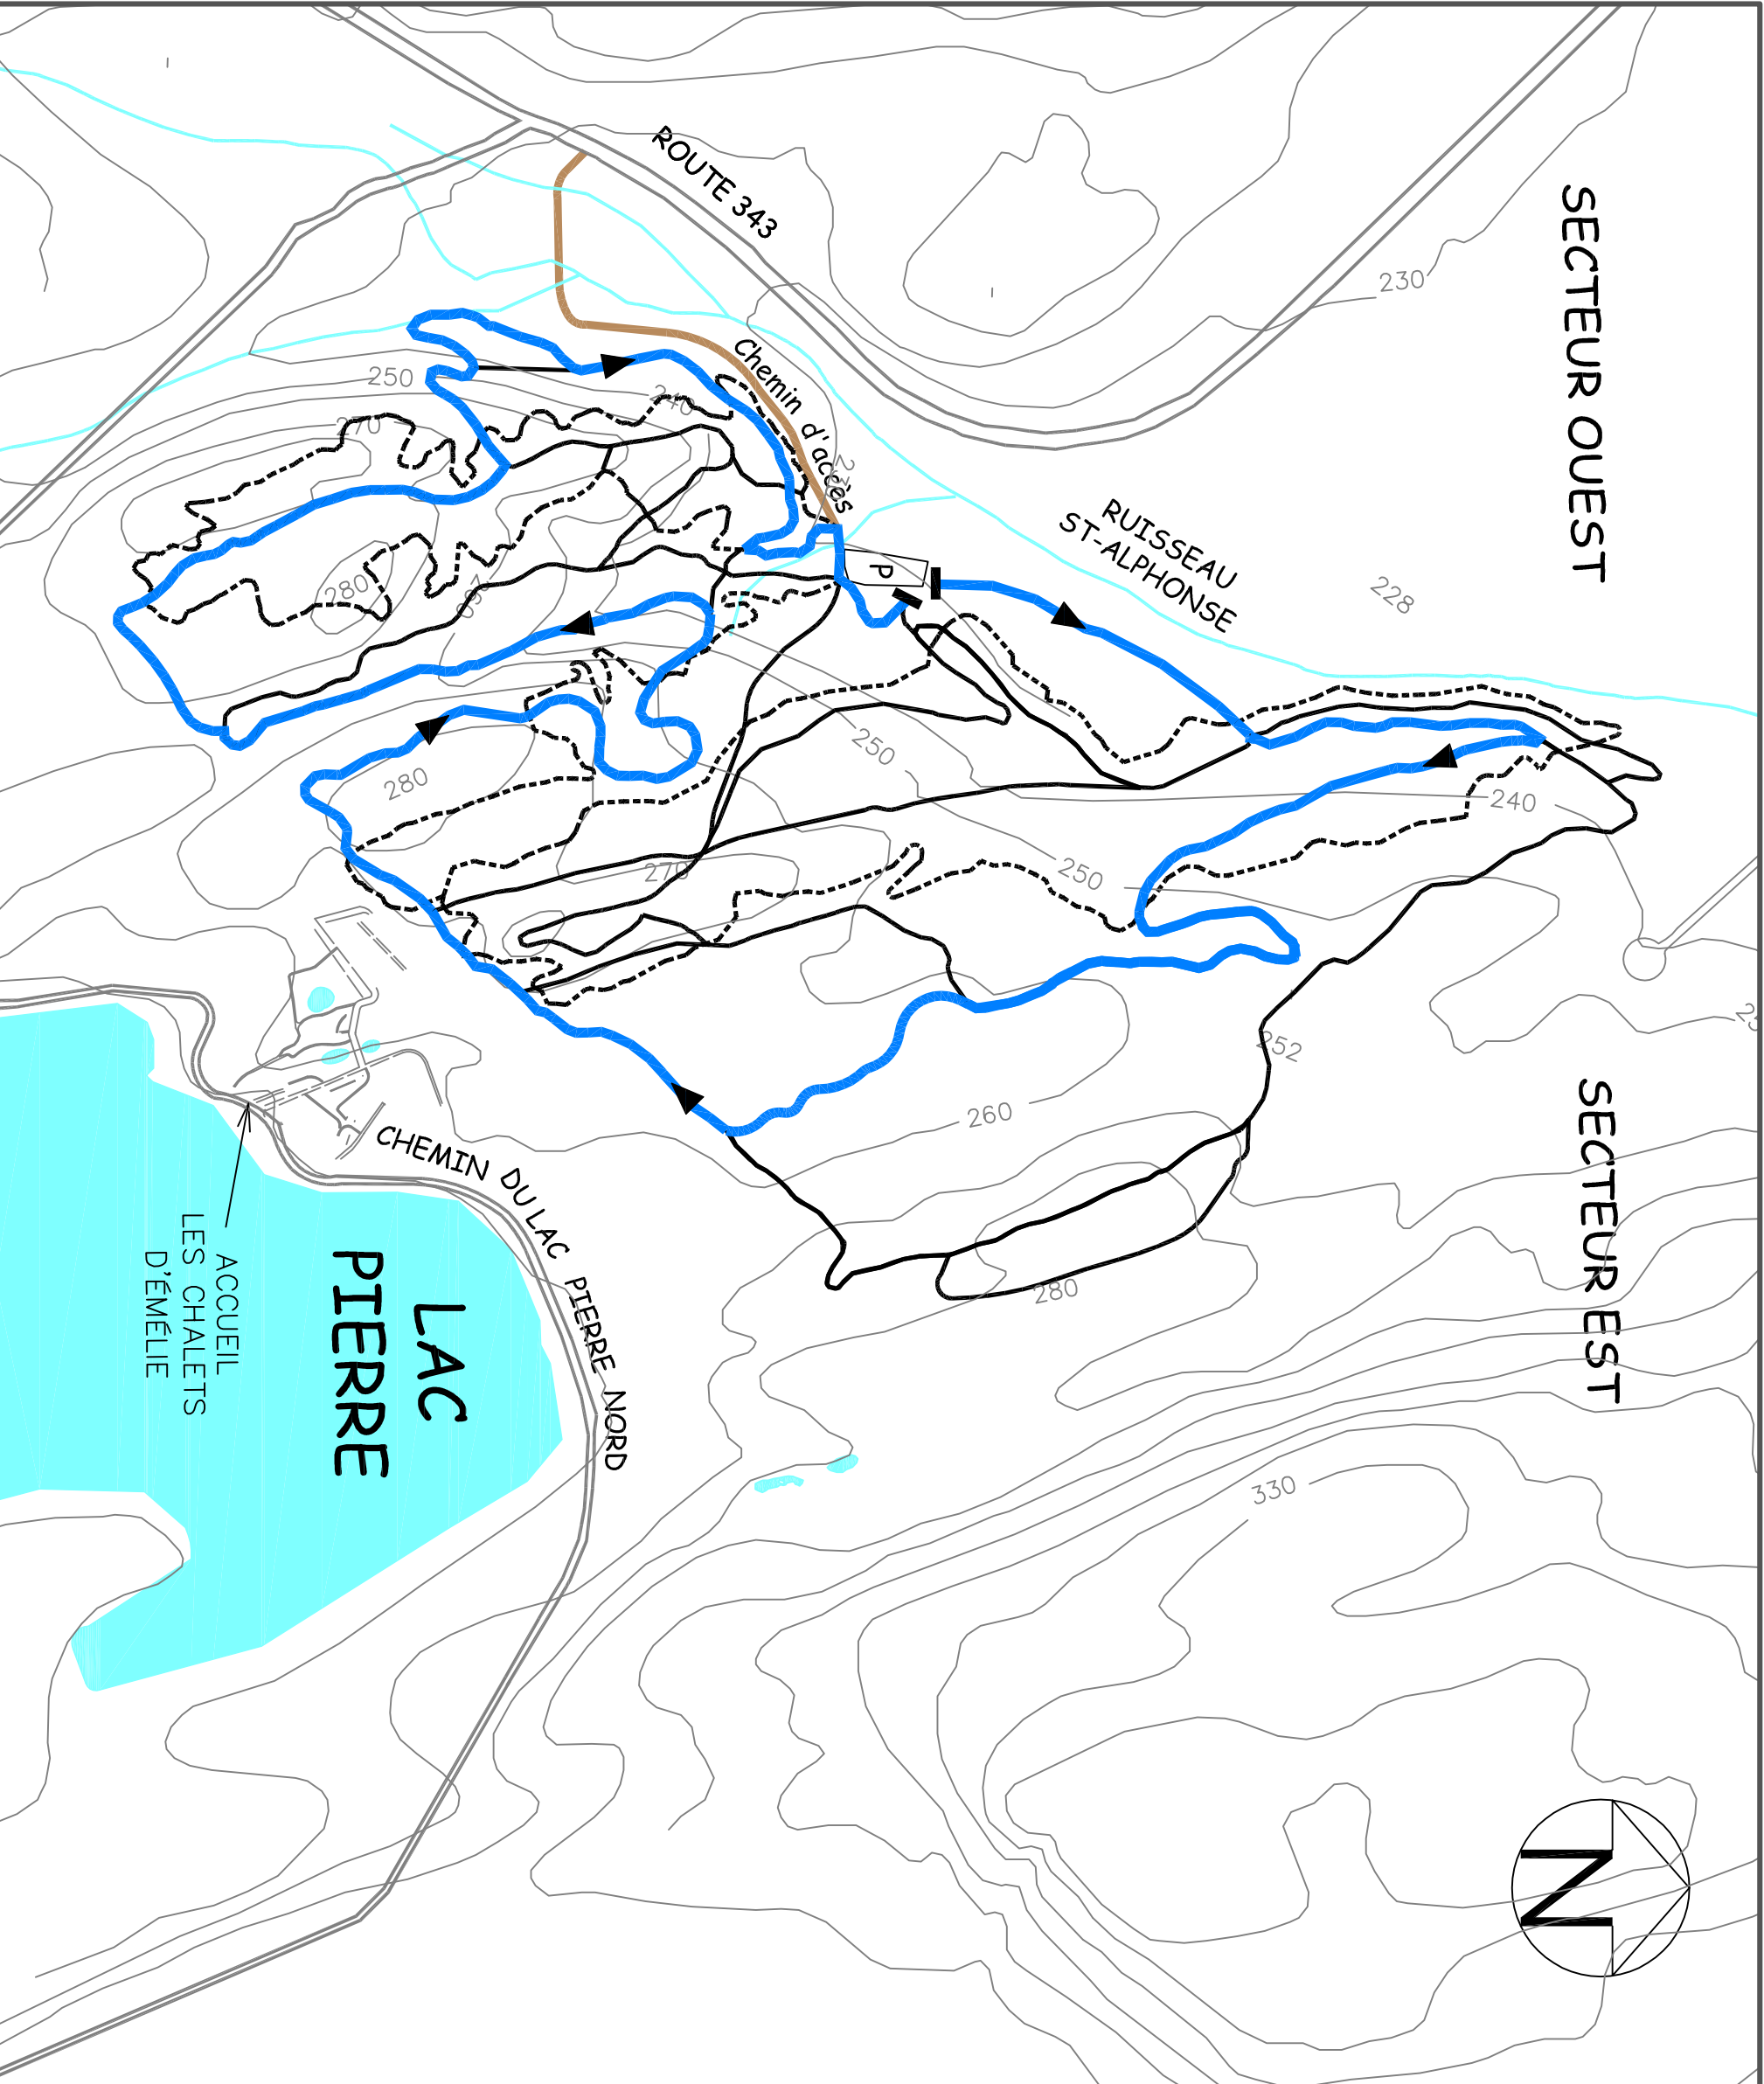 SECTEUR OUEST
SECTEUR EST
ROUTE 343
Chemin d'accès
RUISSEAU
ST-ALPHONSE
P
230
228
250
240
270
280
250
240
280
270
250
252
260
280
330
CHEMIN DU LAC PIERRE NORD
LAC
PIERRE
ACCUEIL
LES CHALETS
D'ÉMÉLIE
N